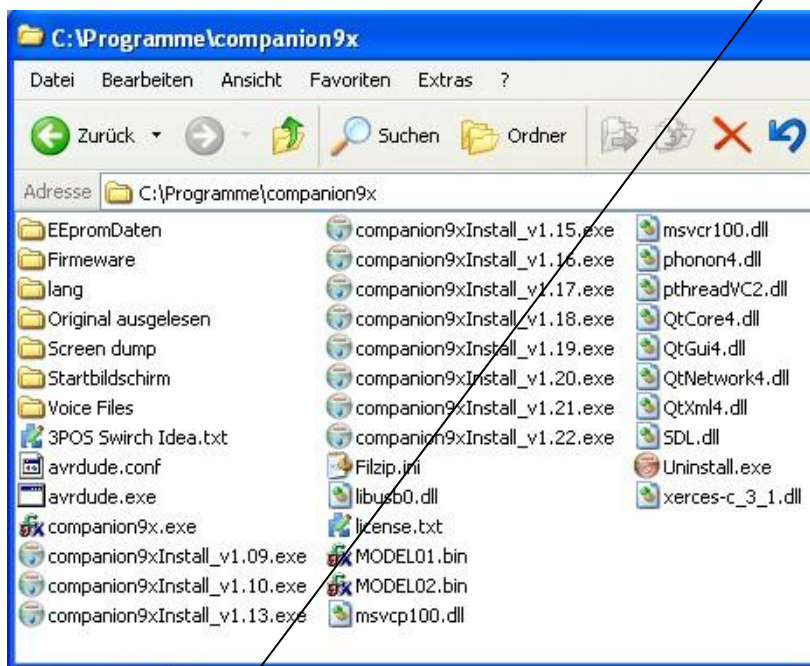 C:\Programme\companion9x
Datei Bearbeiten Ansicht Favoriten Extras ?
Zurück Suchen Ordner
Adresse C:\Programme\companion9x
EEpromDaten
Firmeware
lang
Original ausgelesen
Screen dump
Startbildschirm
Voice Files
3POS Swirch Idea.txt
avrdude.conf
avrdude.exe
companion9x.exe
companion9xInstall_v1.09.exe
companion9xInstall_v1.10.exe
companion9xInstall_v1.13.exe
companion9xInstall_v1.15.exe
companion9xInstall_v1.16.exe
companion9xInstall_v1.17.exe
companion9xInstall_v1.18.exe
companion9xInstall_v1.19.exe
companion9xInstall_v1.20.exe
companion9xInstall_v1.21.exe
companion9xInstall_v1.22.exe
Filzip.ini
libusb0.dll
license.txt
MODEL01.bin
MODEL02.bin
msvcp100.dll
msvcr100.dll
phonon4.dll
pthreadVC2.dll
QtCore4.dll
QtGui4.dll
QtNetwork4.dll
QtXml4.dll
SDL.dll
Uninstall.exe
xerces-c_3_1.dll